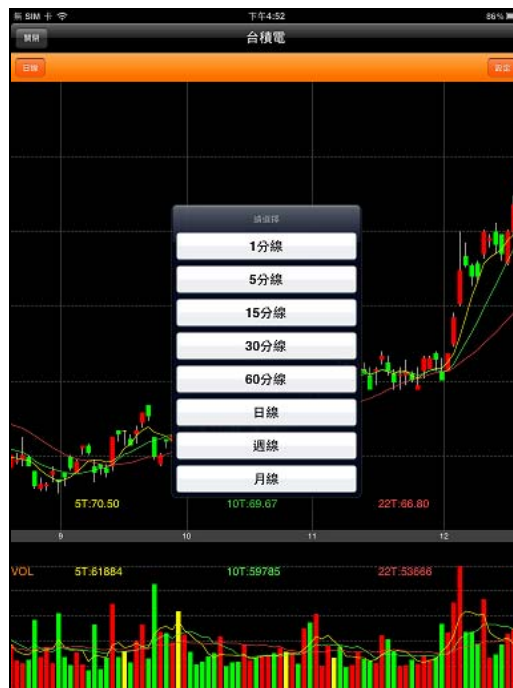 無 SIM 卡 下午4:52 86%
關閉 台積電
日線 設定
請選擇
1分線
5分線
15分線
30分線
60分線
日線
週線
月線
5T:70.50 10T:69.67 22T:66.80
9 10 11 12
VOL 5T:61884 10T:59785 22T:53666